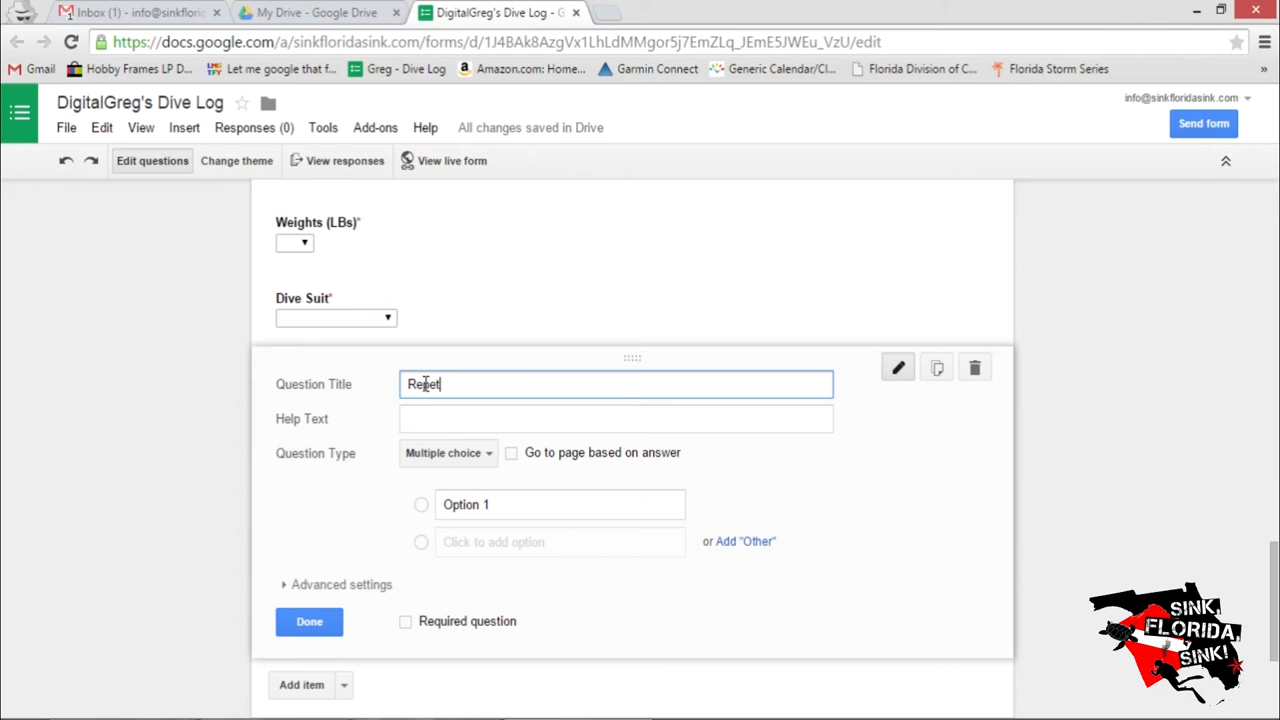 Inbox (1) - info@sinkfloric
My Drive - Google Drive
DigitalGreg's Dive Log - G
https://docs.google.com/a/sinkfloridasink.com/forms/d/1J4BAk8AzgVx1LhLdMMgor5j7EmZLq_JEmE5JWEu_VzU/edit
Gmail
Hobby Frames LP D...
Let me google that f...
Greg - Dive Log
Amazon.com: Home...
Garmin Connect
Generic Calendar/Cl...
Florida Division of C...
Florida Storm Series
DigitalGreg's Dive Log
info@sinkfloridasink.com
File Edit View Insert Responses (0) Tools Add-ons Help All changes saved in Drive
Send form
Edit questions Change theme View responses View live form
Weights (LBs)*
Dive Suit*
Question Title Repet
Help Text
Question Type Multiple choice Go to page based on answer
Option 1
Click to add option or Add "Other"
Advanced settings
Done Required question
Add item
SINK,
FLORIDA,
SINK!